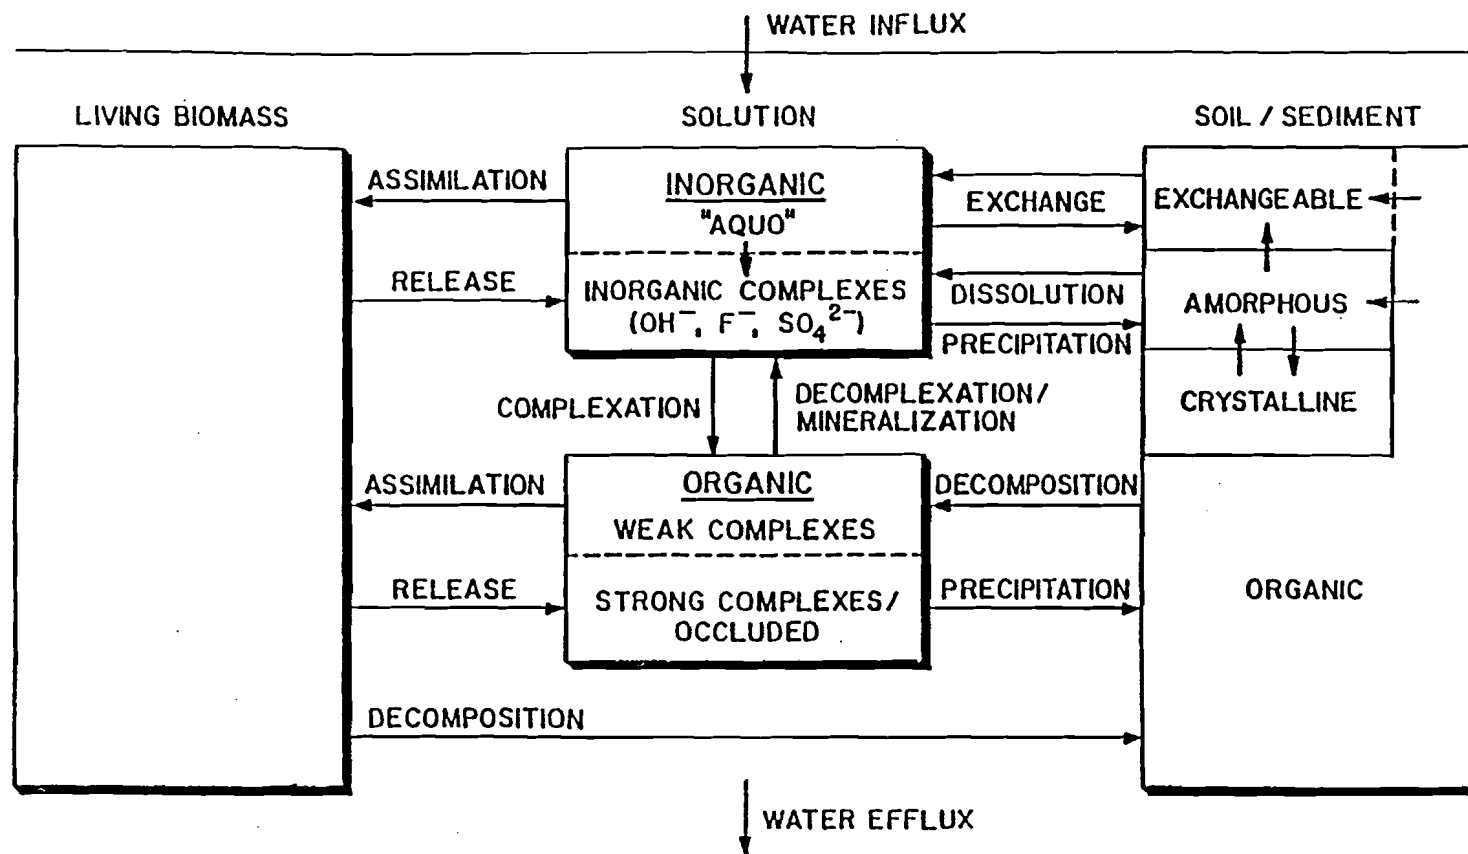 WATER INFLUX
LIVING BIOMASS
SOLUTION
SOIL / SEDIMENT
ASSIMILATION
RELEASE
INORGANIC
"AQUO"
INORGANIC COMPLEXES
(OH⁻, F⁻, SO₄²⁻)
EXCHANGE
DISSOLUTION
PRECIPITATION
EXCHANGEABLE
AMORPHOUS
CRYSTALLINE
COMPLEXATION
DECOMPLEXATION/
MINERALIZATION
ASSIMILATION
RELEASE
ORGANIC
WEAK COMPLEXES
STRONG COMPLEXES/
OCCLUDED
DECOMPOSITION
PRECIPITATION
ORGANIC
DECOMPOSITION
WATER EFFLUX